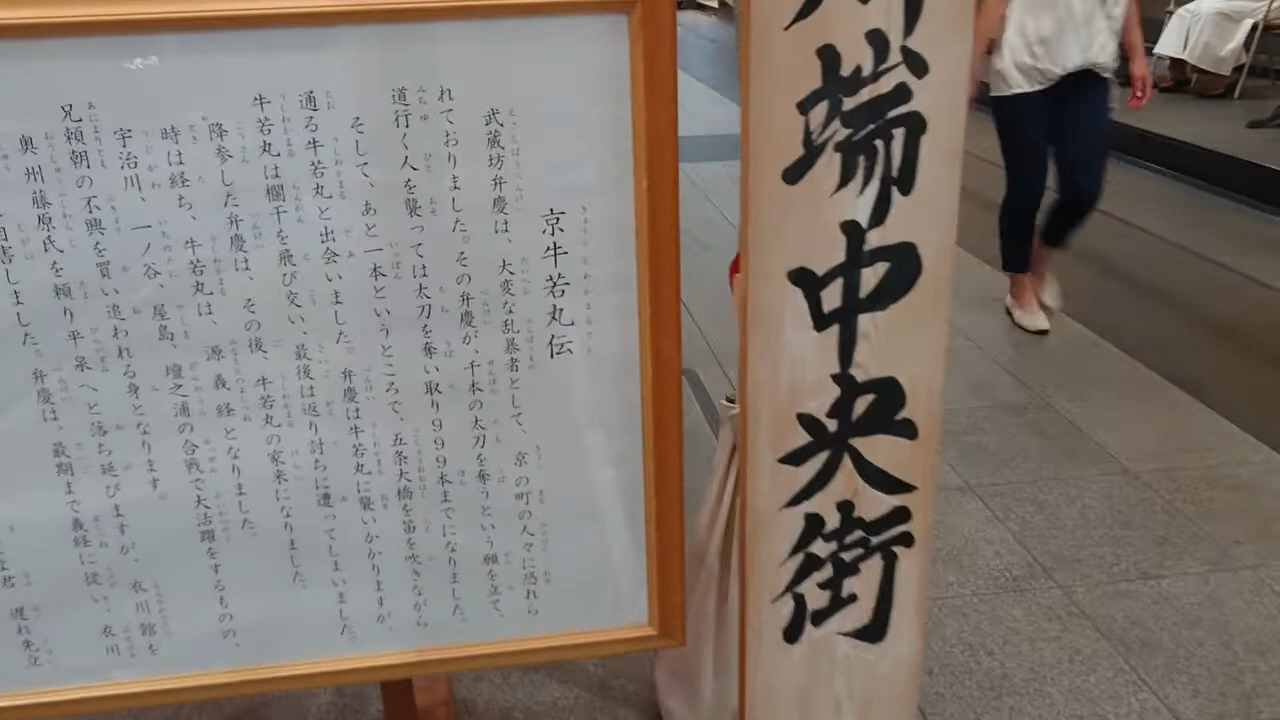 端中央街
京牛若丸伝
武蔵坊弁慶は、大変な乱暴者として、京の町の人々に恐れら
れておりました。その弁慶が、千本の太刀を奪うという願を立て、
道行く人を襲っては太刀を奪い取り999本までになりました。
そして、あと一本というところで、五条大橋を笛を吹きながら
通る牛若丸と出会いました。弁慶は牛若丸に襲いかかりますが、
牛若丸は欄干を飛び交い、最後は返り討ちに遭ってしまいました。
降参した弁慶は、その後、牛若丸の家来になりました。
時は経ち、牛若丸は、源義経となりました。
宇治川、一ノ谷、屋島、壇之浦の合戦で大活躍をするものの、
兄頼朝の不興を買い追われる身となります。
奥州藤原氏を頼り平泉へと落ち延びますが、衣川館を
自害しました。弁慶は、最期まで義経に従い、衣川
君 遅れ先立